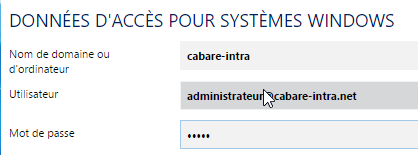 DONNÉES D'ACCÈS POUR SYSTÈMES WINDOWS
Nom de domaine ou
d'ordinateur
cabare-intra
Utilisateur
administrateur@cabare-intra.net
Mot de passe
•••••